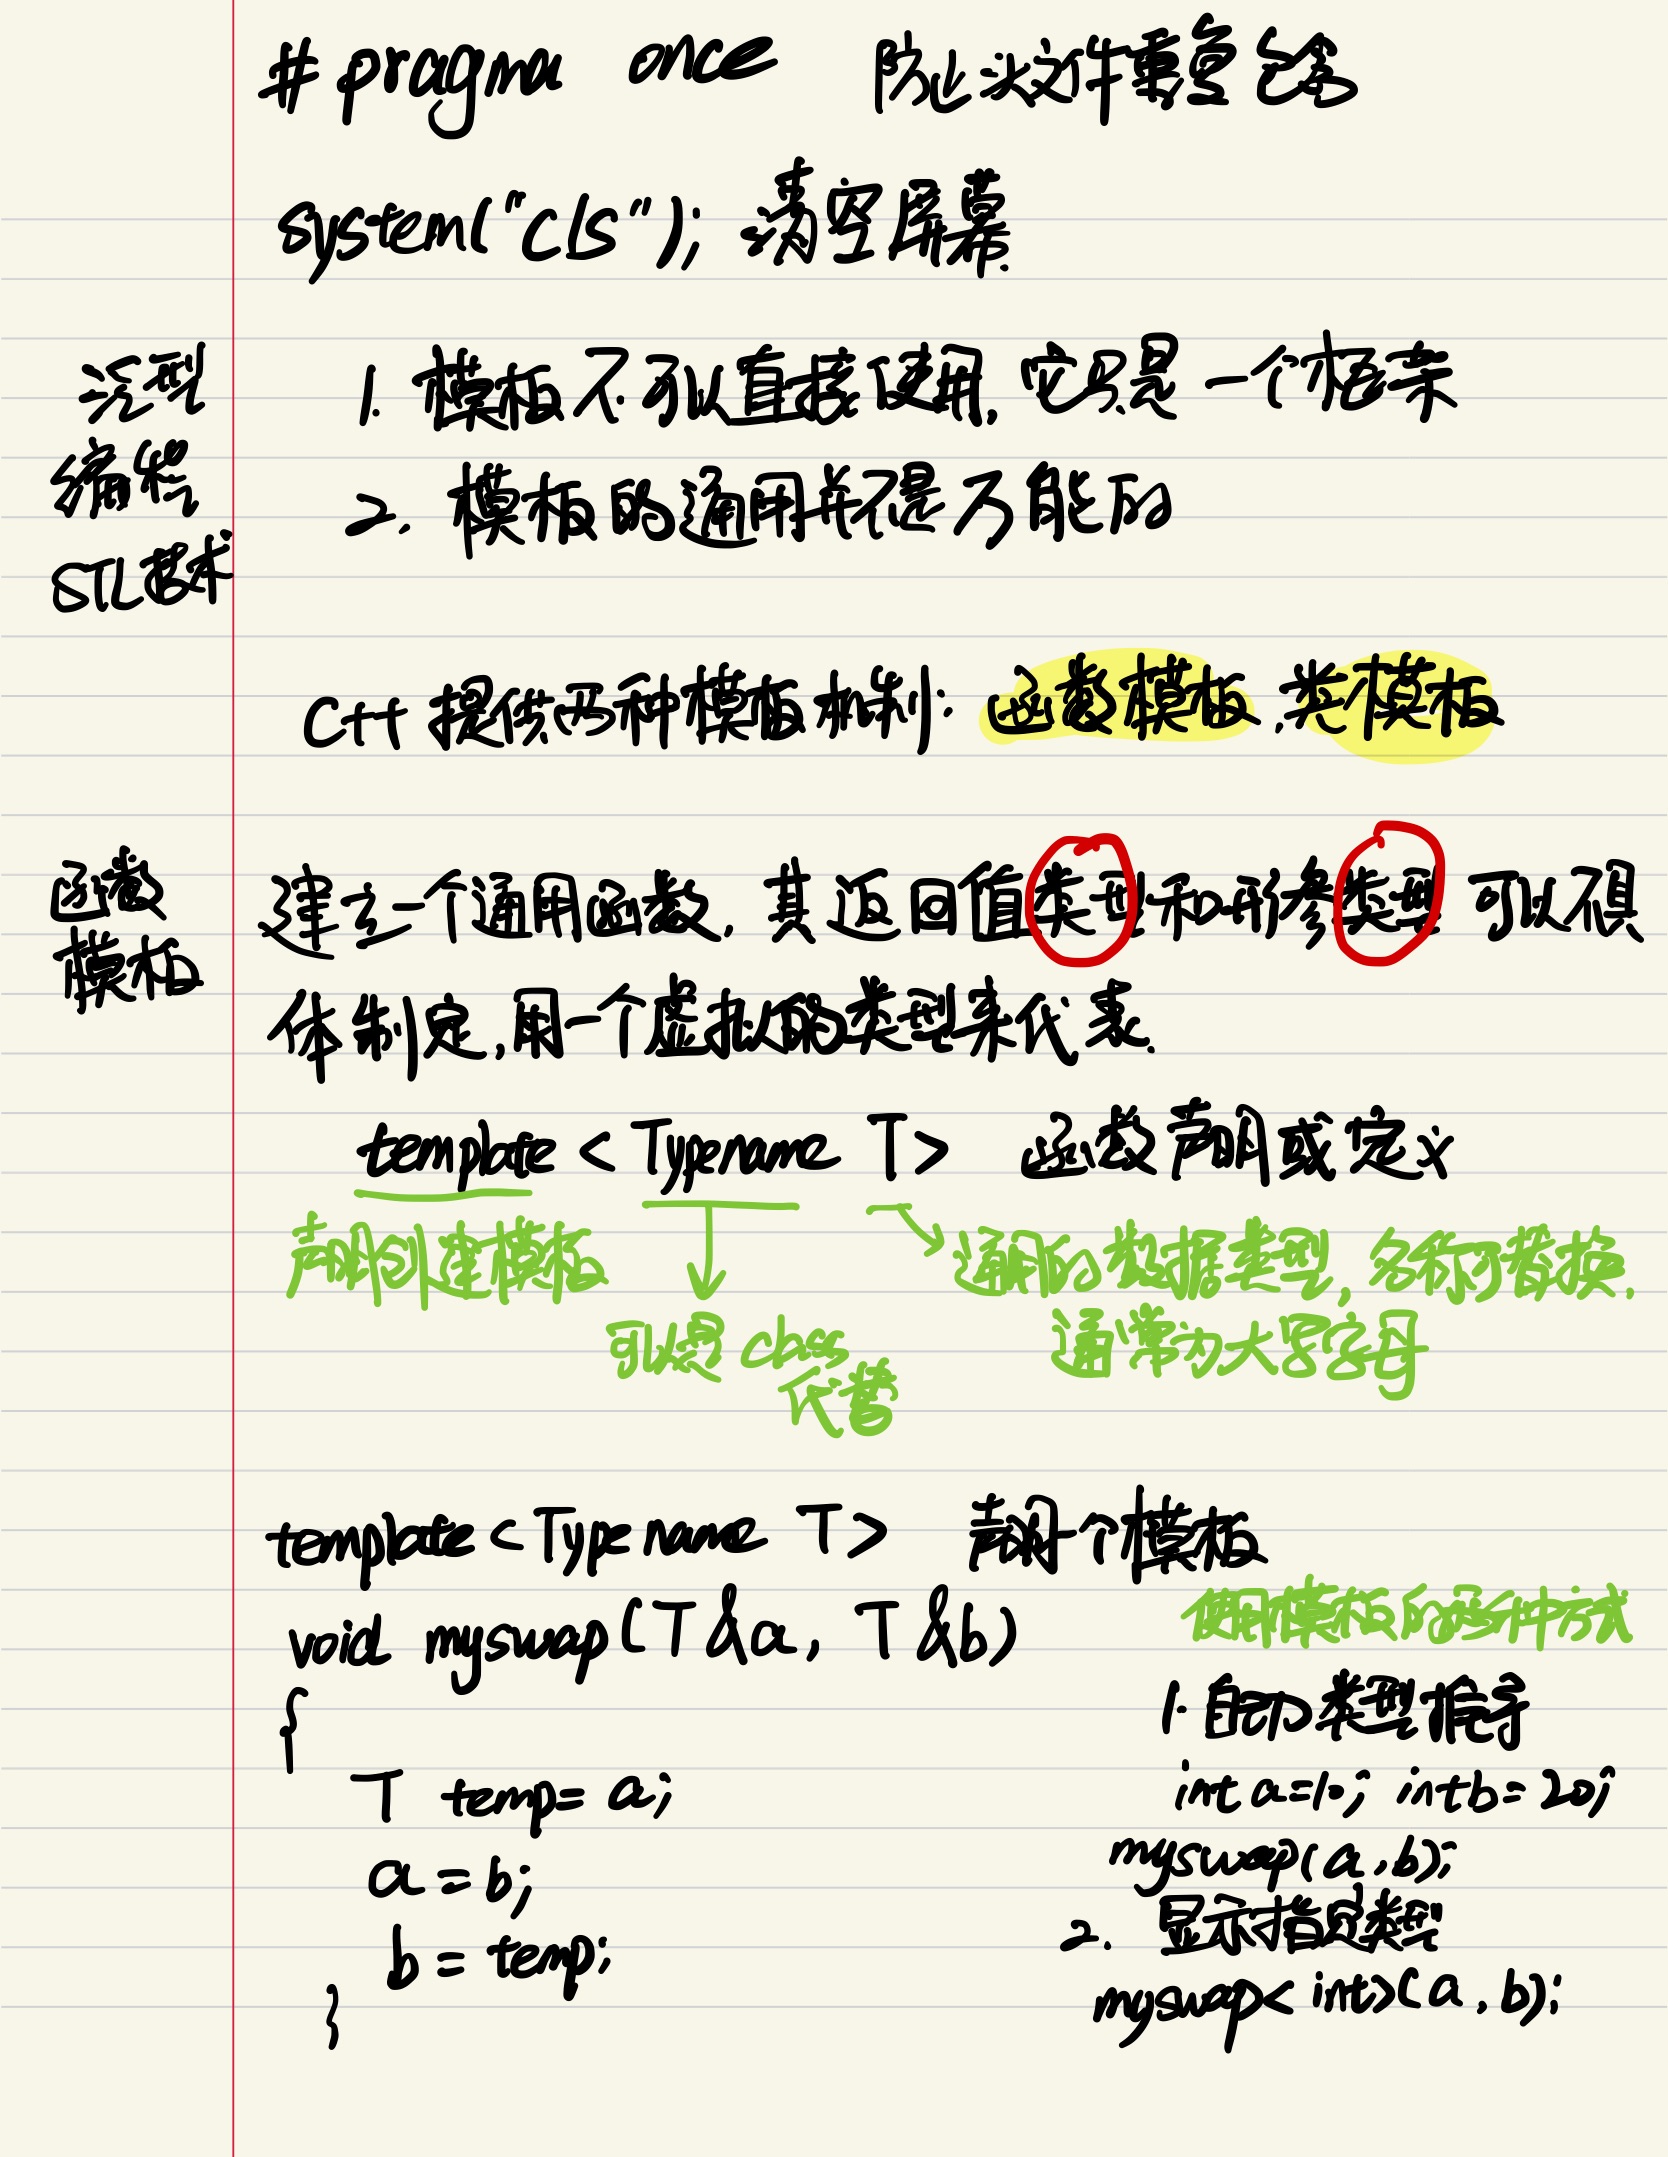 #pragma once 防止头文件重复包含
system("cls"); 清空屏幕
泛型
编程
STL技术
1. 模板不可以直接使用,它只是一个框架
2. 模板的通用并不是万能的
C++提供两种模板机制: 函数模板、类模板
函数
模板
建立一个通用函数,其返回值类型和形参类型可以不具
体制定,用一个虚拟的类型来代表.
template <Typename T> 函数声明或定义
声明创建模板
可以是class
代替
通用的数据类型,名称可替换,
通常为大写字母
template<Typename T> 声明一个模板
void myswap(T &a, T &b)
{
T temp= a;
a = b;
b = temp;
}
使用模板的两种方式
1. 自动类型推导
int a=10; int b=20;
myswap(a,b);
2. 显示指定类型
myswap<int>(a,b);